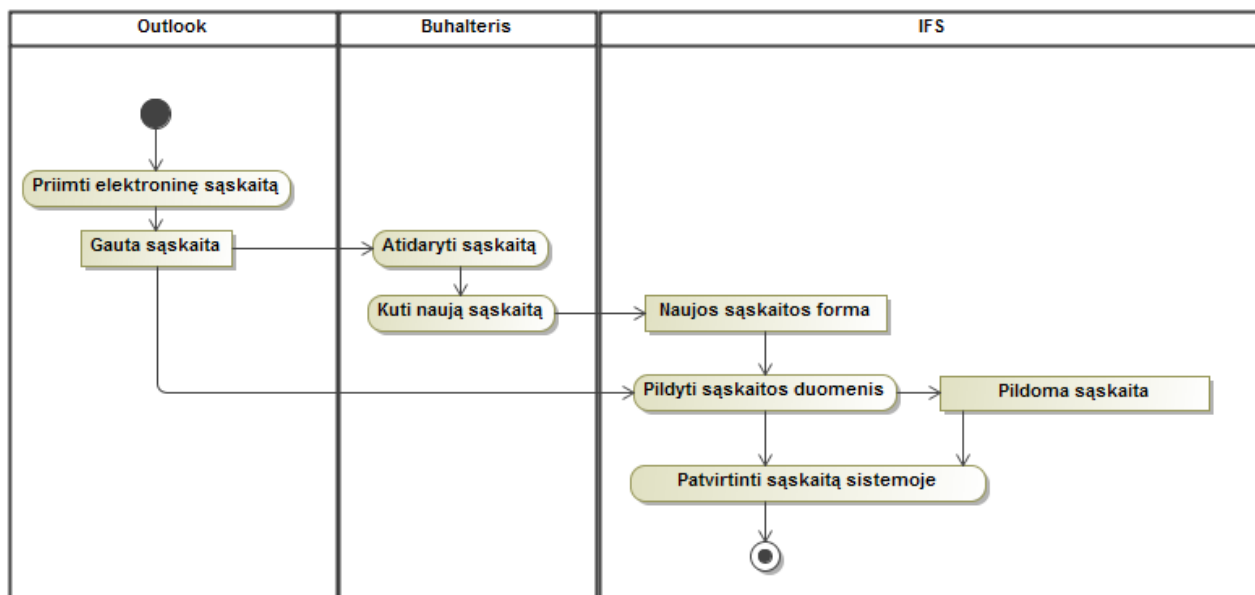 Outlook
Buhalteris
IFS
Priimti elektroninę sąskaitą
Gauta sąskaita
Atidaryti sąskaitą
Kuti naują sąskaitą
Naujos sąskaitos forma
Pildyti sąskaitos duomenis
Pildoma sąskaita
Patvirtinti sąskaitą sistemoje